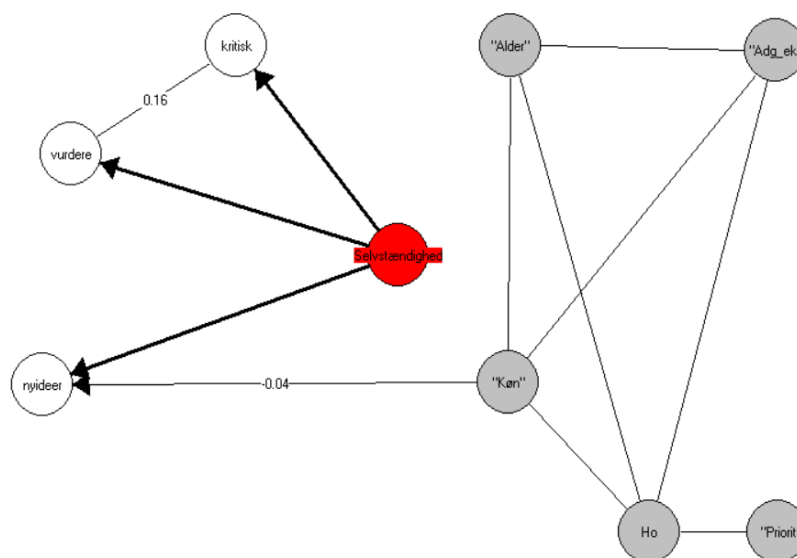 kritisk
"Alder"
"Adg_ek
0.16
vurdere
Selvstændighed
nyideer
-0.04
"Køn"
Ho
"Priorit